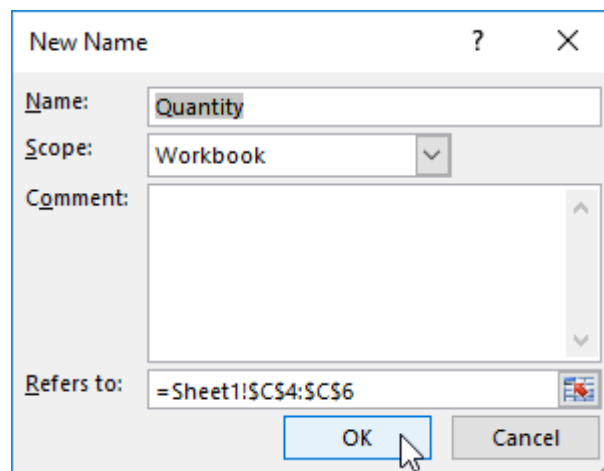 New Name ?
Name: Quantity
Scope: Workbook
Comment:
Refers to: =Sheet1!$C$4:$C$6
OK Cancel